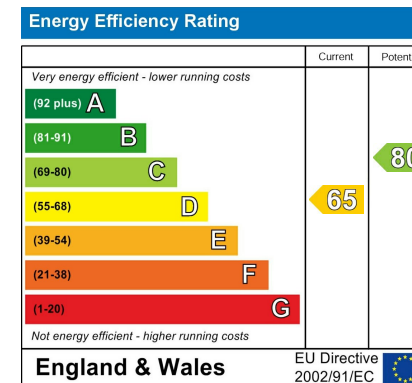 Energy Efficiency Rating
Current Potent
Very energy efficient - lower running costs
(92 plus) A
(81-91) B
(69-80) C
80
(55-68) D
65
(39-54) E
(21-38) F
(1-20) G
Not energy efficient - higher running costs
England & Wales
EU Directive
2002/91/EC